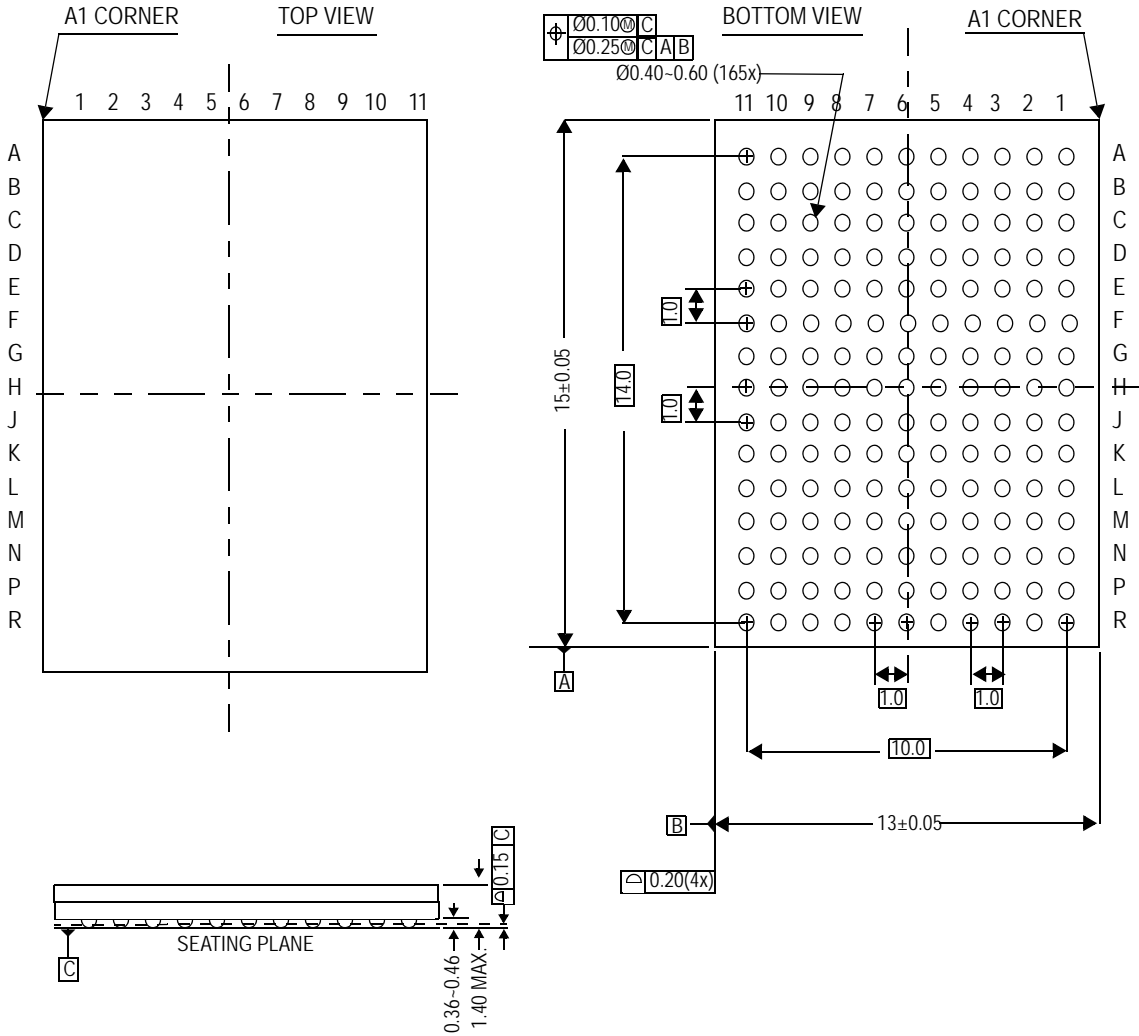 A1 CORNER TOP VIEW
Ø0.10Ⓜ C
Ø0.25Ⓜ C A B
BOTTOM VIEW A1 CORNER
Ø0.40~0.60 (165x)
1 2 3 4 5 6 7 8 9 10 11
11 10 9 8 7 6 5 4 3 2 1
A
B
C
D
E
F
G
H
J
K
L
M
N
P
R
A
B
C
D
E
F
G
H
J
K
L
M
N
P
R
1.0
1.0
14.0
15±0.05
A
1.0
1.0
10.0
B
13±0.05
0.20(4x)
0.15 C
SEATING PLANE
C
0.36~0.46
1.40 MAX.